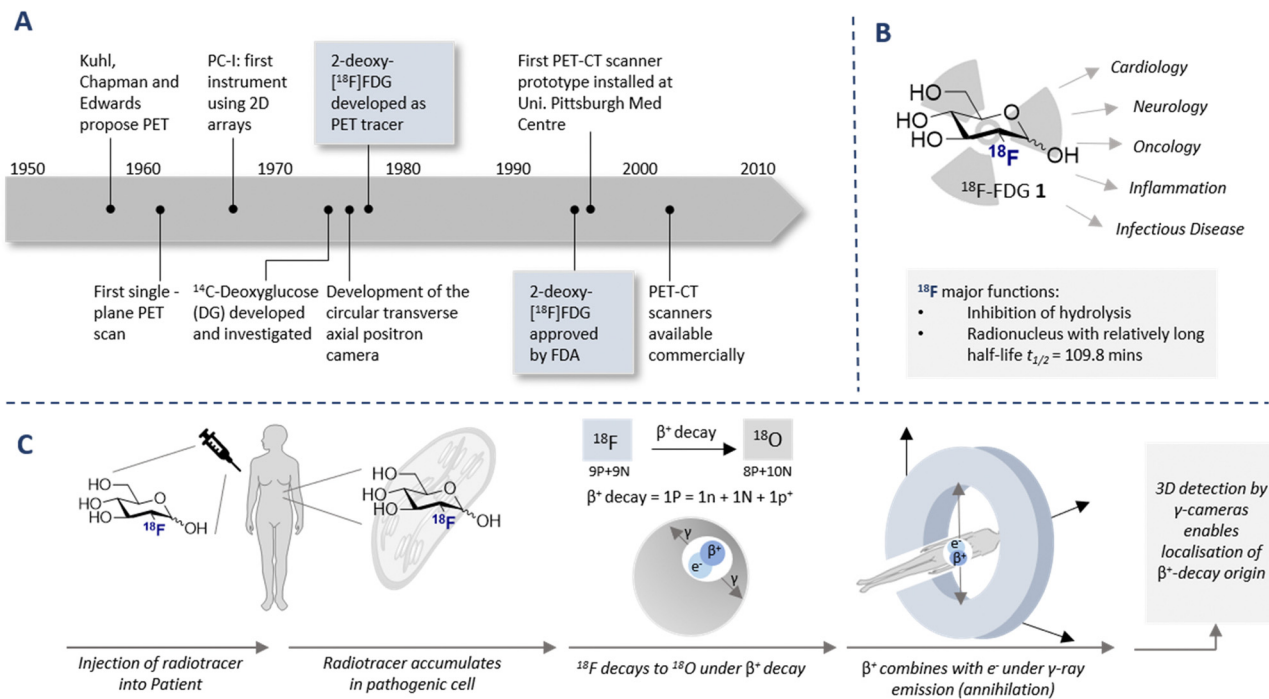 A
Kuhl,
Chapman and
Edwards
propose PET
PC-I: first
instrument
using 2D
arrays
2-deoxy-
[¹⁸F]FDG
developed as
PET tracer
First PET-CT scanner
prototype installed at
Uni. Pittsburgh Med
Centre
1950 1960 1970 1980 1990 2000 2010
First single -
plane PET
scan
¹⁴C-Deoxyglucose
(DG) developed
and investigated
Development of the
circular transverse
axial positron
camera
2-deoxy-
[¹⁸F]FDG
approved
by FDA
PET-CT
scanners
available
commercially
B
HO
HO
HO
O
¹⁸F
OH
¹⁸F-FDG 1
Cardiology
Neurology
Oncology
Inflammation
Infectious Disease
¹⁸F major functions:
• Inhibition of hydrolysis
• Radionucleus with relatively long
half-life t₁/₂ = 109.8 mins
C
HO
HO
HO
O
¹⁸F
OH
HO
HO
HO
O
¹⁸F
OH
¹⁸F β⁺ decay ¹⁸O
9P+9N 8P+10N
β⁺ decay = 1P = 1n + 1N + 1p⁺
γ
β⁺
e⁻
γ
e⁻
β⁺
3D detection by
γ-cameras
enables
localisation of
β⁺-decay origin
Injection of radiotracer
into Patient
Radiotracer accumulates
in pathogenic cell
¹⁸F decays to ¹⁸O under β⁺ decay
β⁺ combines with e⁻ under γ-ray
emission (annihilation)